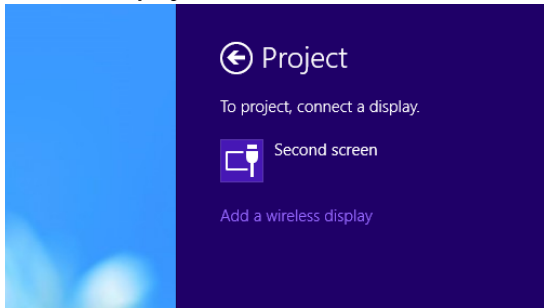 Project
To project, connect a display.
Second screen
Add a wireless display